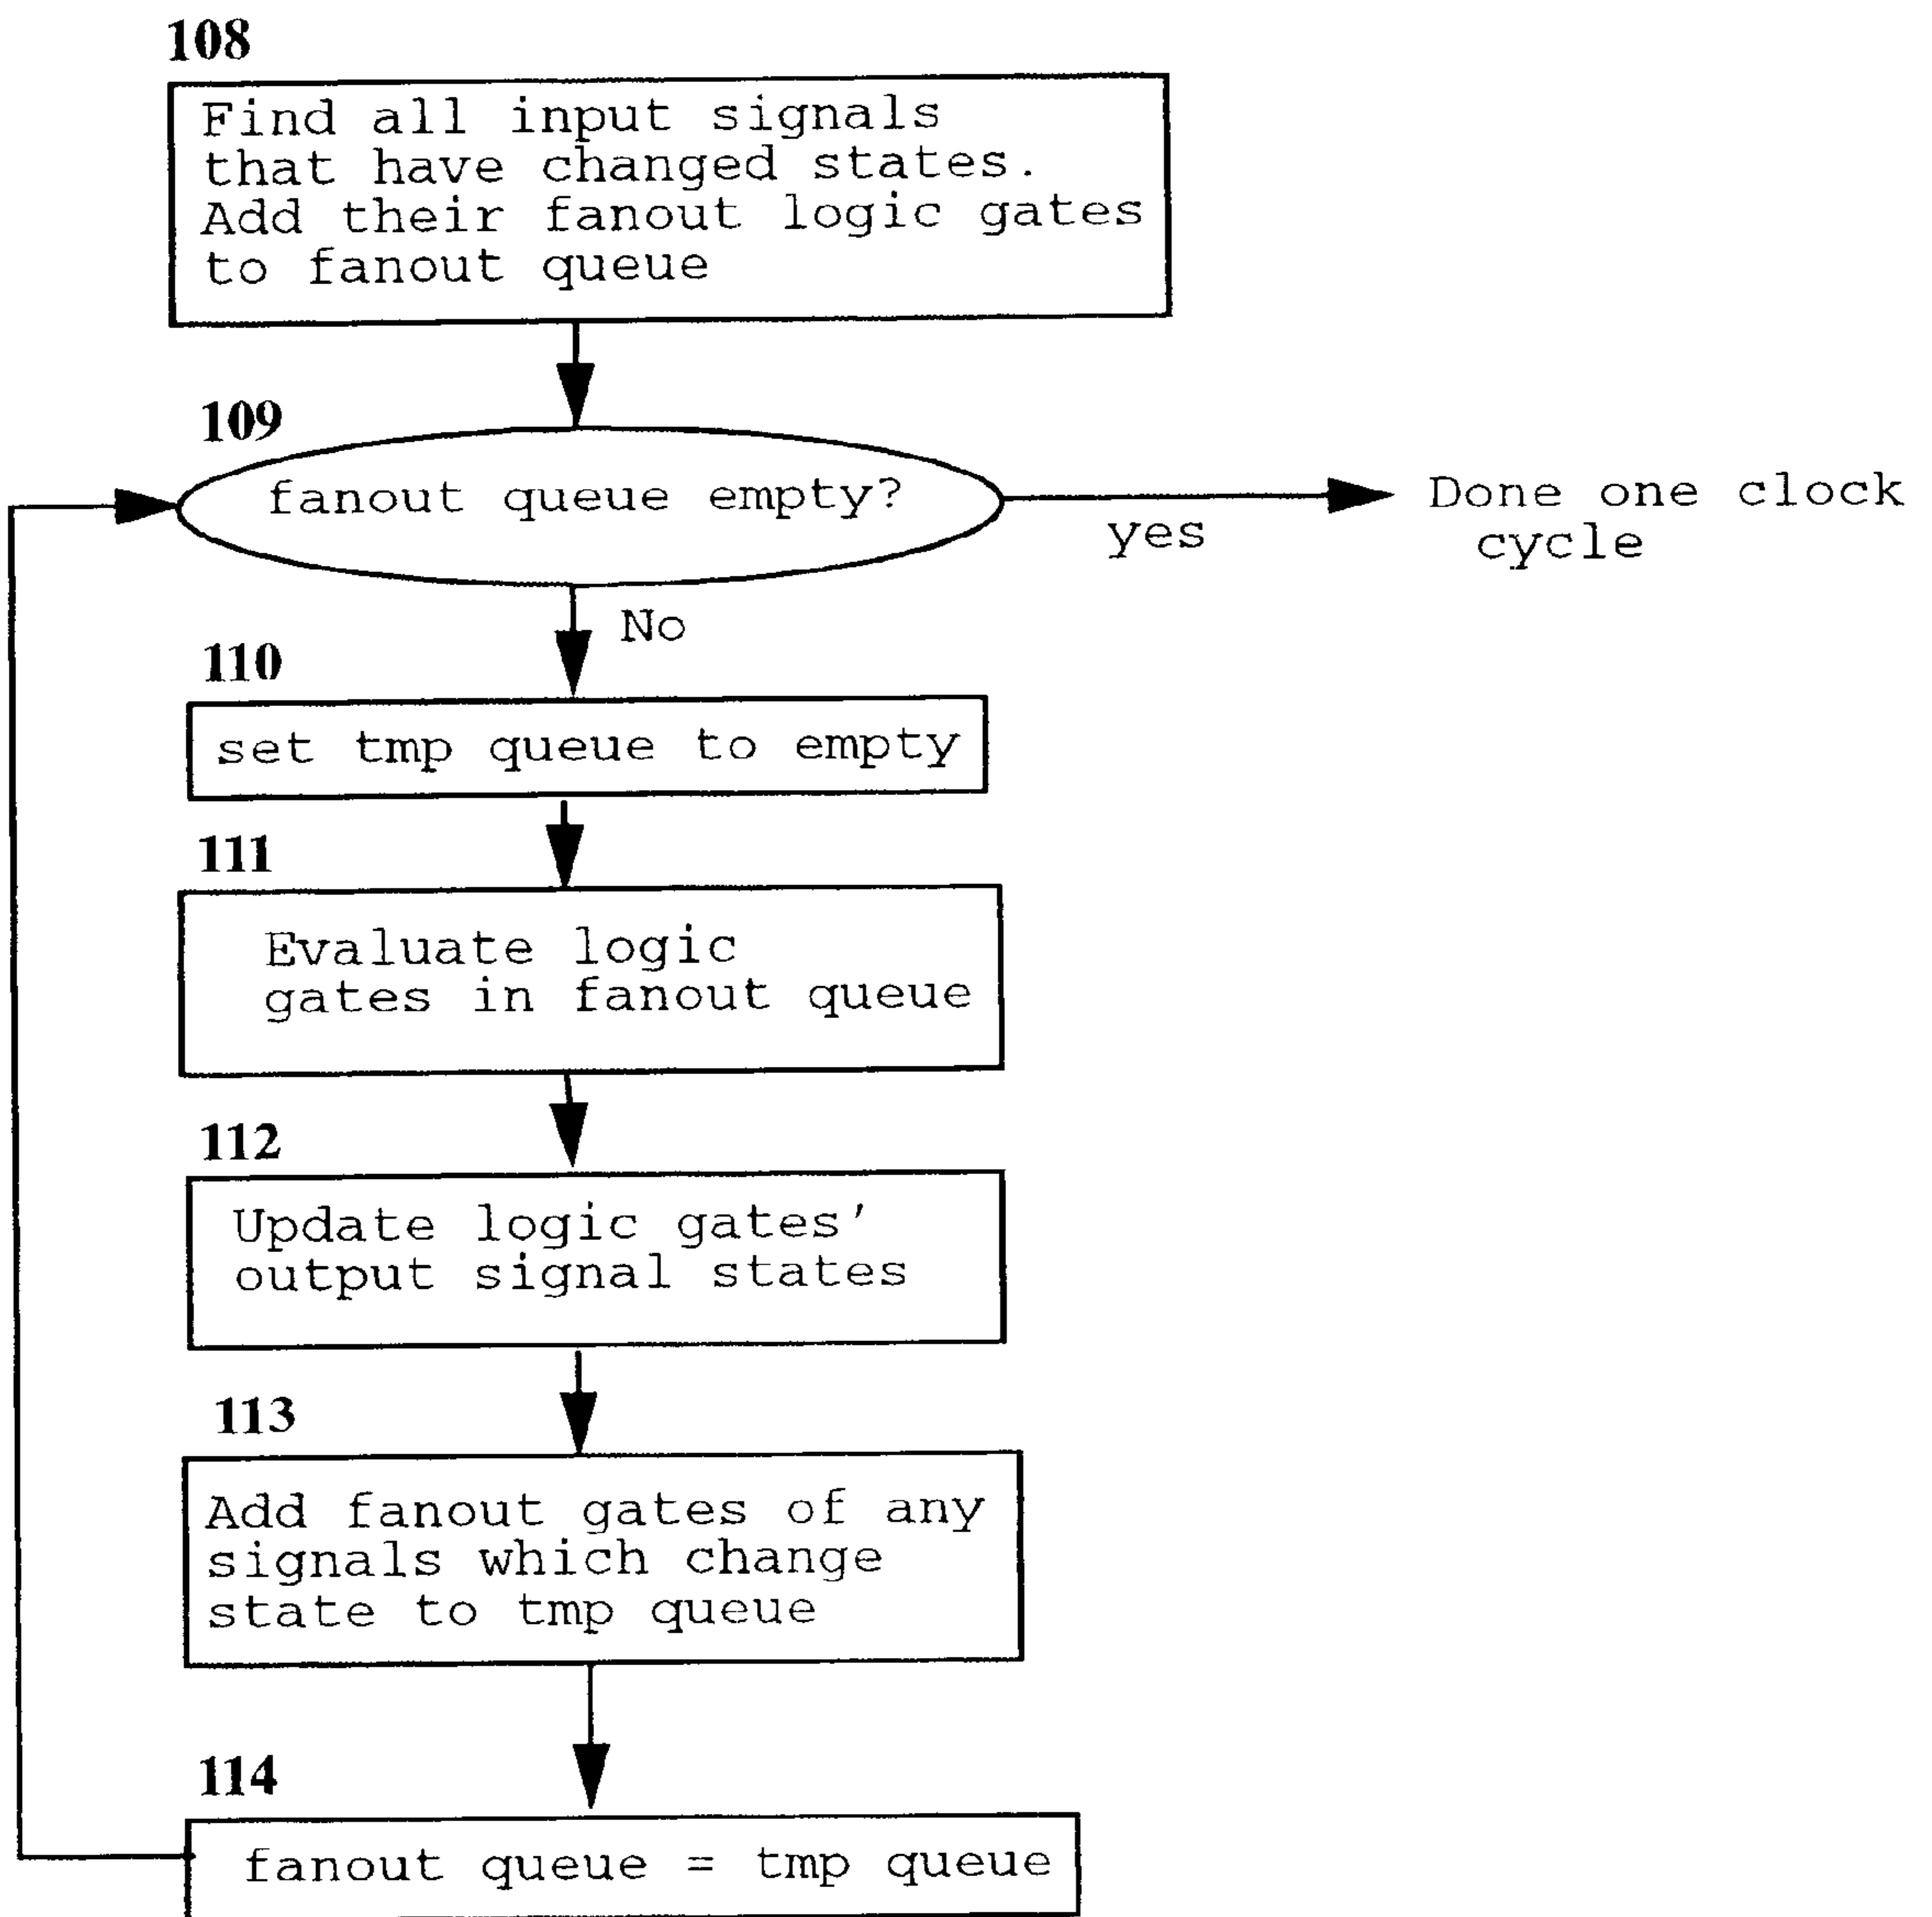 108
Find all input signals
that have changed states.
Add their fanout logic gates
to fanout queue
109
fanout queue empty?
yes
Done one clock
cycle
No
110
set tmp queue to empty
111
Evaluate logic
gates in fanout queue
112
Update logic gates'
output signal states
113
Add fanout gates of any
signals which change
state to tmp queue
114
fanout queue = tmp queue